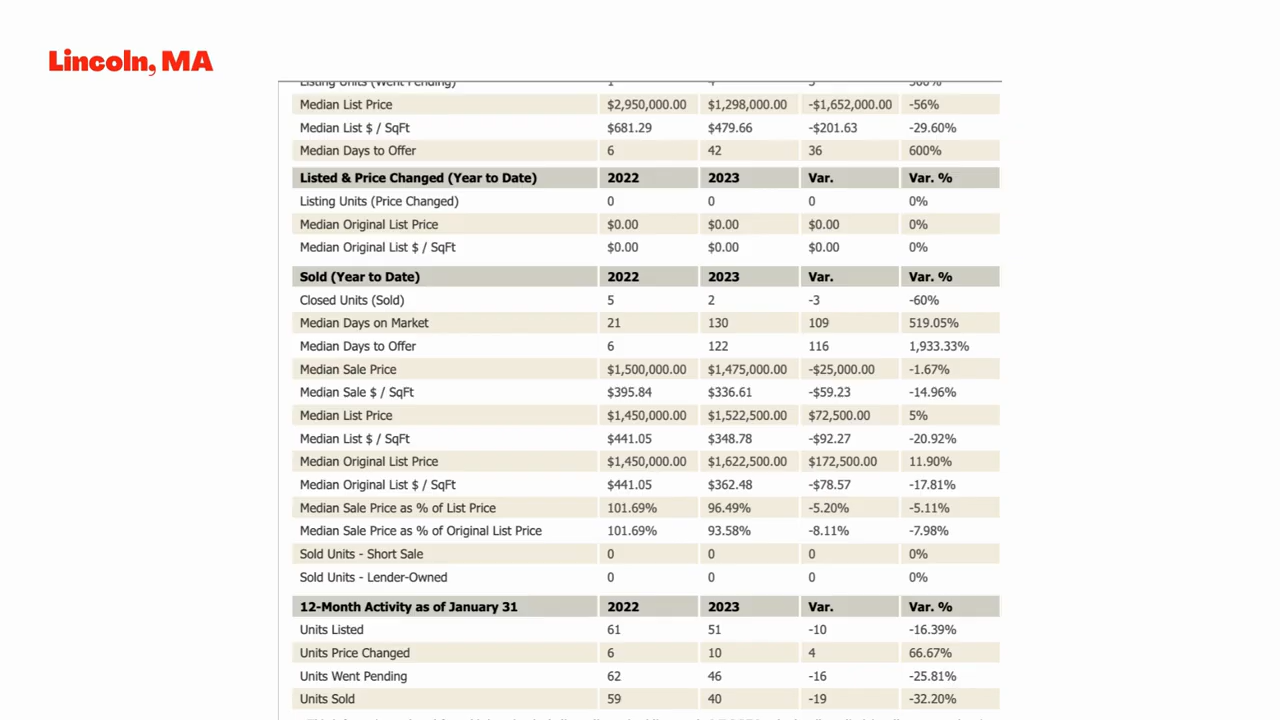 Lincoln, MA
Listing Units (Went Pending) 1 4 3 300%
Median List Price $2,950,000.00 $1,298,000.00 -$1,652,000.00 -56%
Median List $ / SqFt $681.29 $479.66 -$201.63 -29.60%
Median Days to Offer 6 42 36 600%
Listed & Price Changed (Year to Date) 2022 2023 Var. Var. %
Listing Units (Price Changed) 0 0 0 0%
Median Original List Price $0.00 $0.00 $0.00 0%
Median Original List $ / SqFt $0.00 $0.00 $0.00 0%
Sold (Year to Date) 2022 2023 Var. Var. %
Closed Units (Sold) 5 2 -3 -60%
Median Days on Market 21 130 109 519.05%
Median Days to Offer 6 122 116 1,933.33%
Median Sale Price $1,500,000.00 $1,475,000.00 -$25,000.00 -1.67%
Median Sale $ / SqFt $395.84 $336.61 -$59.23 -14.96%
Median List Price $1,450,000.00 $1,522,500.00 $72,500.00 5%
Median List $ / SqFt $441.05 $348.78 -$92.27 -20.92%
Median Original List Price $1,450,000.00 $1,622,500.00 $172,500.00 11.90%
Median Original List $ / SqFt $441.05 $362.48 -$78.57 -17.81%
Median Sale Price as % of List Price 101.69% 96.49% -5.20% -5.11%
Median Sale Price as % of Original List Price 101.69% 93.58% -8.11% -7.98%
Sold Units - Short Sale 0 0 0 0%
Sold Units - Lender-Owned 0 0 0 0%
12-Month Activity as of January 31 2022 2023 Var. Var. %
Units Listed 61 51 -10 -16.39%
Units Price Changed 6 10 4 66.67%
Units Went Pending 62 46 -16 -25.81%
Units Sold 59 40 -19 -32.20%